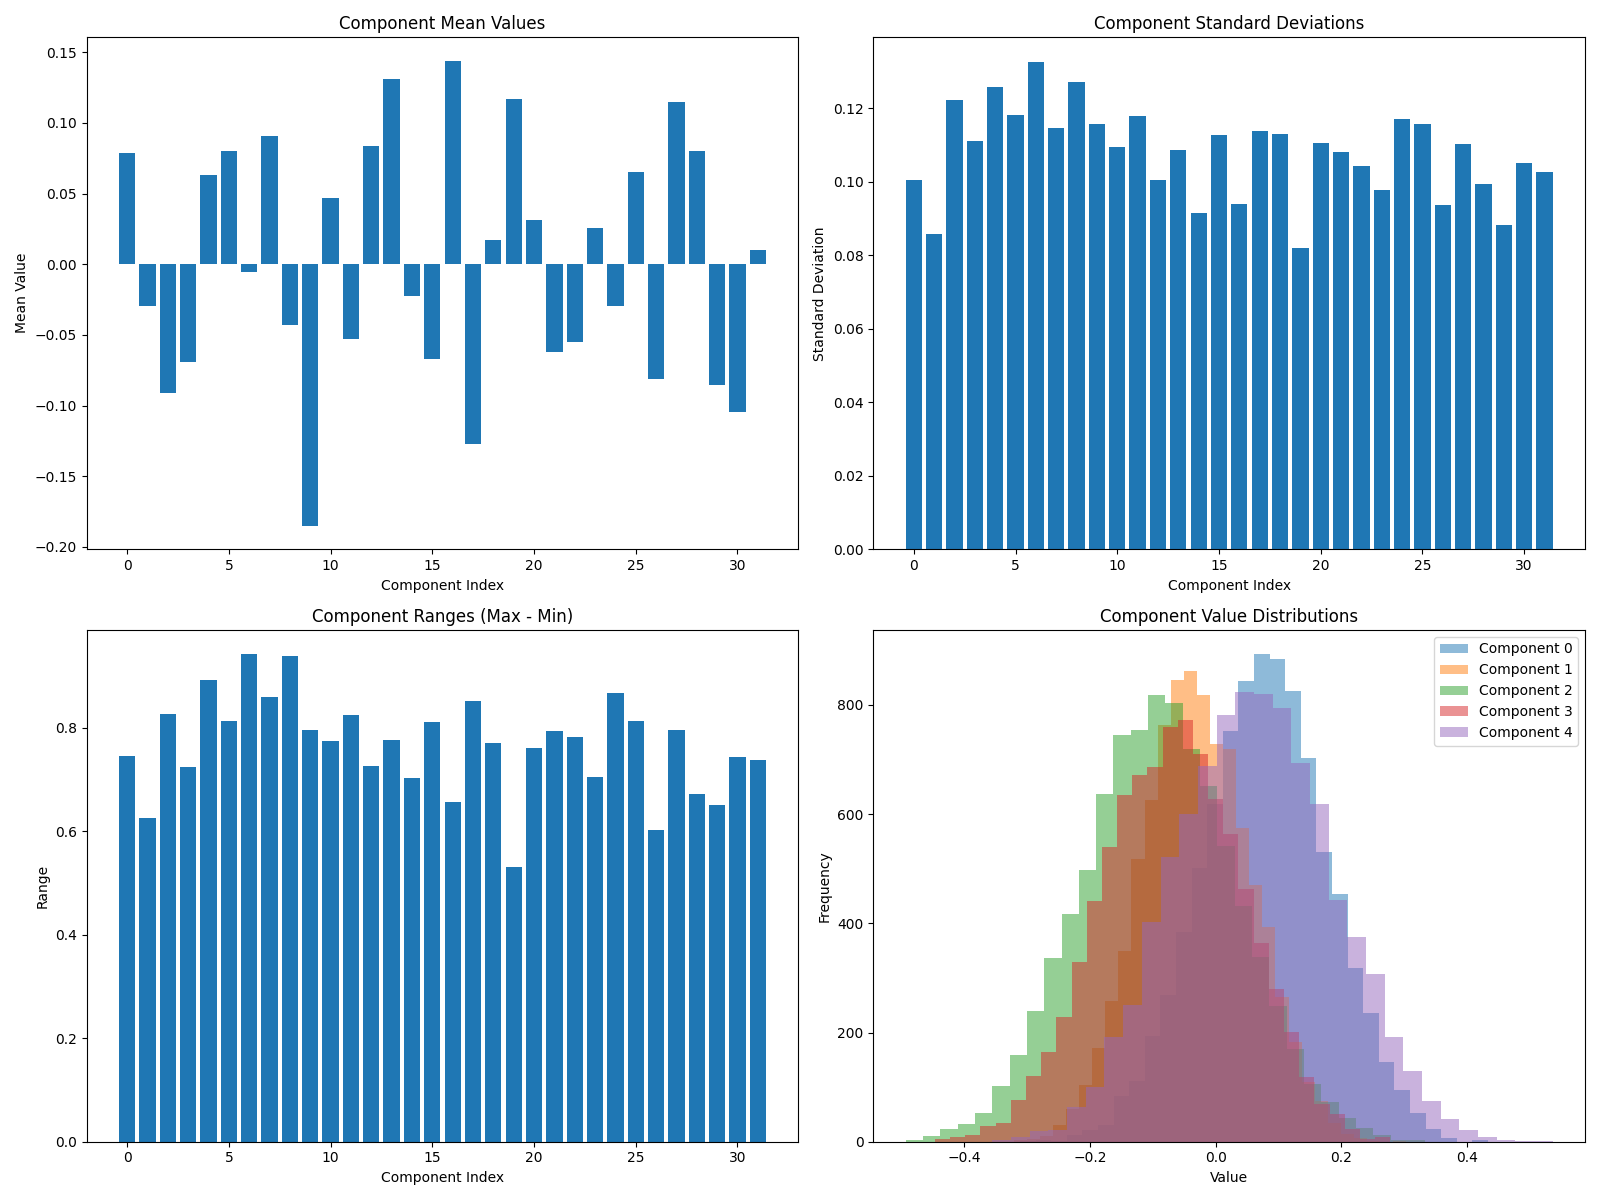 Component Mean Values
0.15
0.10
0.05
0.00
−0.05
−0.10
−0.15
−0.20
Mean Value
0 5 10 15 20 25 30
Component Index
Component Standard Deviations
0.12
0.10
0.08
0.06
0.04
0.02
0.00
Standard Deviation
0 5 10 15 20 25 30
Component Index
Component Ranges (Max - Min)
0.8
0.6
0.4
0.2
0.0
Range
0 5 10 15 20 25 30
Component Index
Component Value Distributions
Component 0
Component 1
Component 2
Component 3
Component 4
800
600
400
200
0
Frequency
−0.4 −0.2 0.0 0.2 0.4
Value